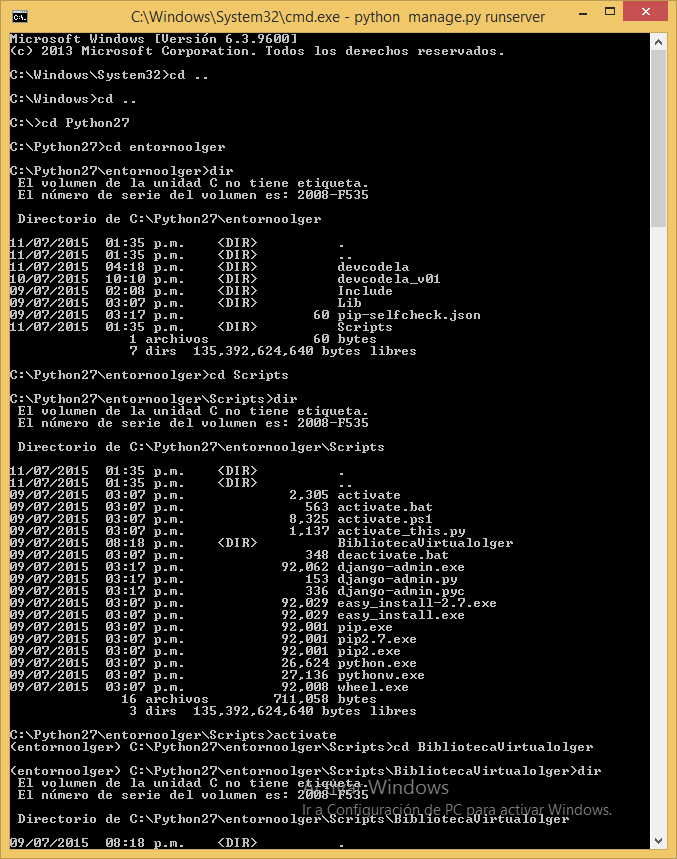 C:\Windows\System32\cmd.exe - python  manage.py runserver
Microsoft Windows [Versión 6.3.9600]
(c) 2013 Microsoft Corporation. Todos los derechos reservados.
C:\Windows\System32>cd ..
C:\Windows>cd ..
C:\>cd Python27
C:\Python27>cd entornoolger
C:\Python27\entornoolger>dir
 El volumen de la unidad C no tiene etiqueta.
 El número de serie del volumen es: 2008-F535
 Directorio de C:\Python27\entornoolger
11/07/2015  01:35 p.m.    <DIR>          .
11/07/2015  01:35 p.m.    <DIR>          ..
11/07/2015  04:18 p.m.    <DIR>          devcodela
10/07/2015  10:10 p.m.    <DIR>          devcodela_v01
09/07/2015  02:08 p.m.    <DIR>          Include
09/07/2015  03:07 p.m.    <DIR>          Lib
09/07/2015  03:17 p.m.                60 pip-selfcheck.json
11/07/2015  01:35 p.m.    <DIR>          Scripts
               1 archivos             60 bytes
               7 dirs  135,392,624,640 bytes libres
C:\Python27\entornoolger>cd Scripts
C:\Python27\entornoolger\Scripts>dir
 El volumen de la unidad C no tiene etiqueta.
 El número de serie del volumen es: 2008-F535
 Directorio de C:\Python27\entornoolger\Scripts
11/07/2015  01:35 p.m.    <DIR>          .
11/07/2015  01:35 p.m.    <DIR>          ..
09/07/2015  03:07 p.m.             2,305 activate
09/07/2015  03:07 p.m.               563 activate.bat
09/07/2015  03:07 p.m.             8,325 activate.ps1
09/07/2015  03:07 p.m.             1,137 activate_this.py
09/07/2015  08:18 p.m.    <DIR>          BibliotecaVirtualolger
09/07/2015  03:07 p.m.               348 deactivate.bat
09/07/2015  03:17 p.m.            92,062 django-admin.exe
09/07/2015  03:17 p.m.               153 django-admin.py
09/07/2015  03:17 p.m.               336 django-admin.pyc
09/07/2015  03:07 p.m.            92,029 easy_install-2.7.exe
09/07/2015  03:07 p.m.            92,029 easy_install.exe
09/07/2015  03:07 p.m.            92,001 pip.exe
09/07/2015  03:07 p.m.            92,001 pip2.7.exe
09/07/2015  03:07 p.m.            92,001 pip2.exe
09/07/2015  03:07 p.m.            26,624 python.exe
09/07/2015  03:07 p.m.            27,136 pythonw.exe
09/07/2015  03:07 p.m.            92,008 wheel.exe
              16 archivos        711,058 bytes
               3 dirs  135,392,624,640 bytes libres
C:\Python27\entornoolger\Scripts>activate
(entornoolger) C:\Python27\entornoolger\Scripts>cd BibliotecaVirtualolger
(entornoolger) C:\Python27\entornoolger\Scripts\BibliotecaVirtualolger>dir
 El volumen de la unidad C no tiene etiqueta.
Activar Windows
 El número de serie del volumen es: 2008-F535
Ir a Configuración de PC para activar Windows.
 Directorio de C:\Python27\entornoolger\Scripts\BibliotecaVirtualolger
09/07/2015  08:18 p.m.    <DIR>          .